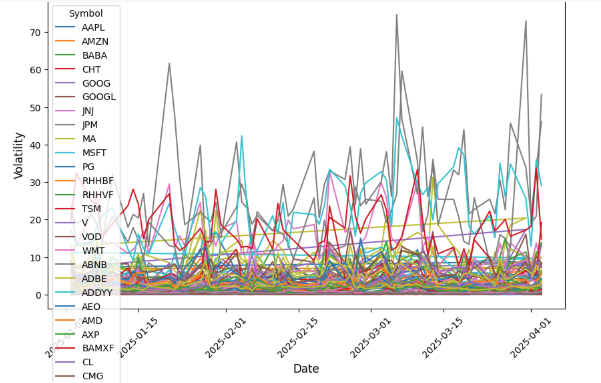 Symbol
AAPL
AMZN
BABA
CHT
GOOG
GOOGL
JNJ
JPM
MA
MSFT
PG
RHHBF
RHHVF
TSM
V
VOD
WMT
ABNB
ADBE
ADDYY
AEO
AMD
AXP
BAMXF
CL
CMG
Volatility
70
60
50
40
30
20
10
0
2025-01-15
2025-02-01
2025-02-15
2025-03-01
2025-03-15
2025-04-01
Date